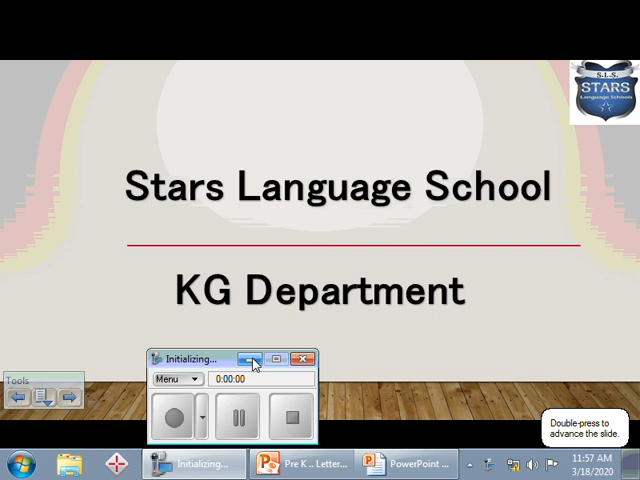 S.L.S.
STARS
Language Schools
Stars Language School
KG Department
Initializing...
Menu
0:00:00
Tools
Double-press to
advance the slide.
Initializing...
Pre K .. Letter...
PowerPoint ...
11:57 AM
3/18/2020